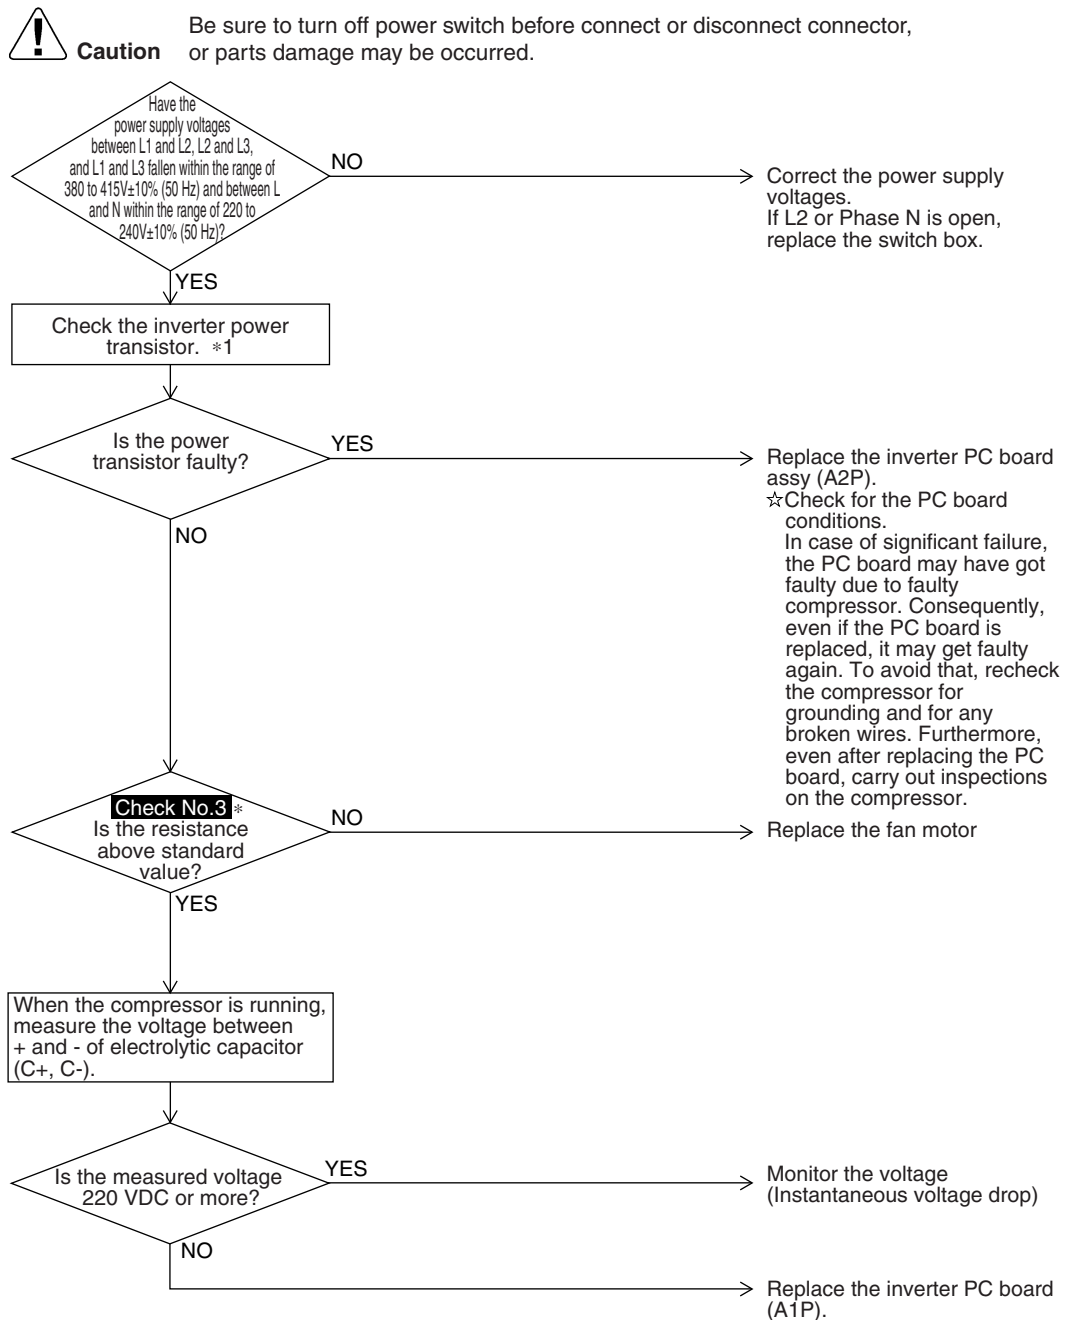 Be sure to turn off power switch before connect or disconnect connector,
Caution or parts damage may be occurred.
Have the
power supply voltages
between L1 and L2, L2 and L3,
and L1 and L3 fallen within the range of
380 to 415V±10% (50 Hz) and between L
and N within the range of 220 to
240V±10% (50 Hz)?
NO
Correct the power supply
voltages.
If L2 or Phase N is open,
replace the switch box.
YES
Check the inverter power
transistor. *1
Is the power
transistor faulty?
YES
Replace the inverter PC board
assy (A2P).
☆Check for the PC board
conditions.
In case of significant failure,
the PC board may have got
faulty due to faulty
compressor. Consequently,
even if the PC board is
replaced, it may get faulty
again. To avoid that, recheck
the compressor for
grounding and for any
broken wires. Furthermore,
even after replacing the PC
board, carry out inspections
on the compressor.
NO
Check No.3 *
Is the resistance
above standard
value?
NO
Replace the fan motor
YES
When the compressor is running,
measure the voltage between
+ and - of electrolytic capacitor
(C+, C-).
Is the measured voltage
220 VDC or more?
YES
Monitor the voltage
(Instantaneous voltage drop)
NO
Replace the inverter PC board
(A1P).